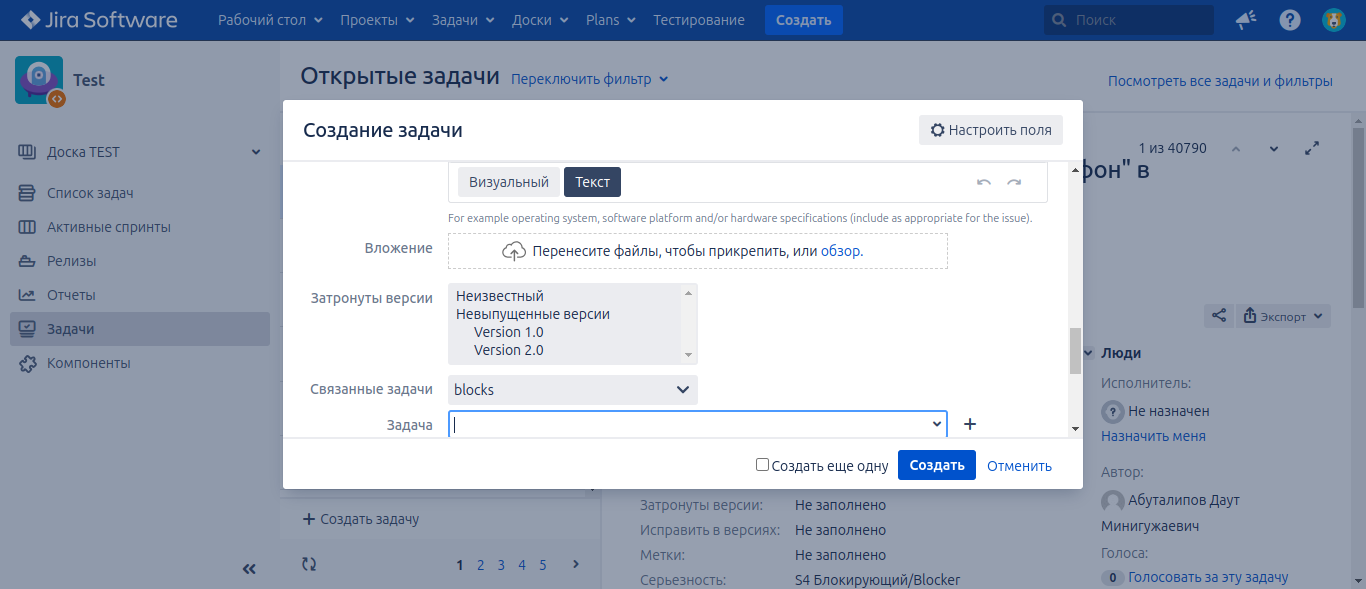 Jira Software Рабочий стол Проекты Задачи Доски Plans Тестирование Создать Поиск
Test
Открытые задачи Переключить фильтр
Посмотреть все задачи и фильтры
Доска TEST
Список задач
Активные спринты
Релизы
Отчеты
Задачи
Компоненты
Создание задачи
Настроить поля
Визуальный Текст
For example operating system, software platform and/or hardware specifications (include as appropriate for the issue).
Вложение Перенесите файлы, чтобы прикрепить, или обзор.
Затронуты версии
Неизвестный
Невыпущенные версии
Version 1.0
Version 2.0
Связанные задачи blocks
Задача
Создать еще одну Создать Отменить
1 из 40790
фон" в
Экспорт
Люди
Исполнитель:
Не назначен
Назначить меня
Автор:
Абуталипов Даут
Минигужаевич
Голоса:
0 Голосовать за эту задачу
Создать задачу
1 2 3 4 5
Затронуты версии: Не заполнено
Исправить в версиях: Не заполнено
Метки: Не заполнено
Серьезность: S4 Блокирующий/Blocker